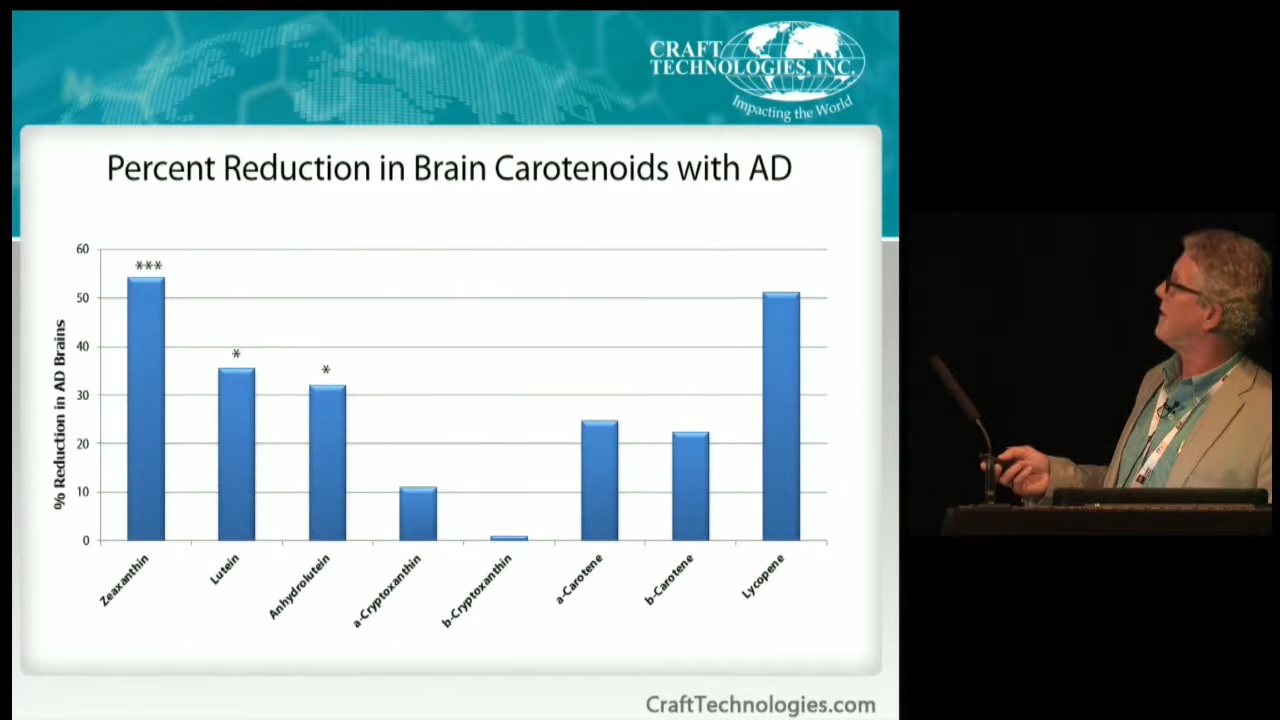 CRAFT
TECHNOLOGIES, INC.
Impacting the World
Percent Reduction in Brain Carotenoids with AD
% Reduction in AD Brains
60
50
40
30
20
10
0
***
*
*
Zeaxanthin
Lutein
Anhydrolutein
a-Cryptoxanthin
b-Cryptoxanthin
a-Carotene
b-Carotene
Lycopene
CraftTechnologies.com